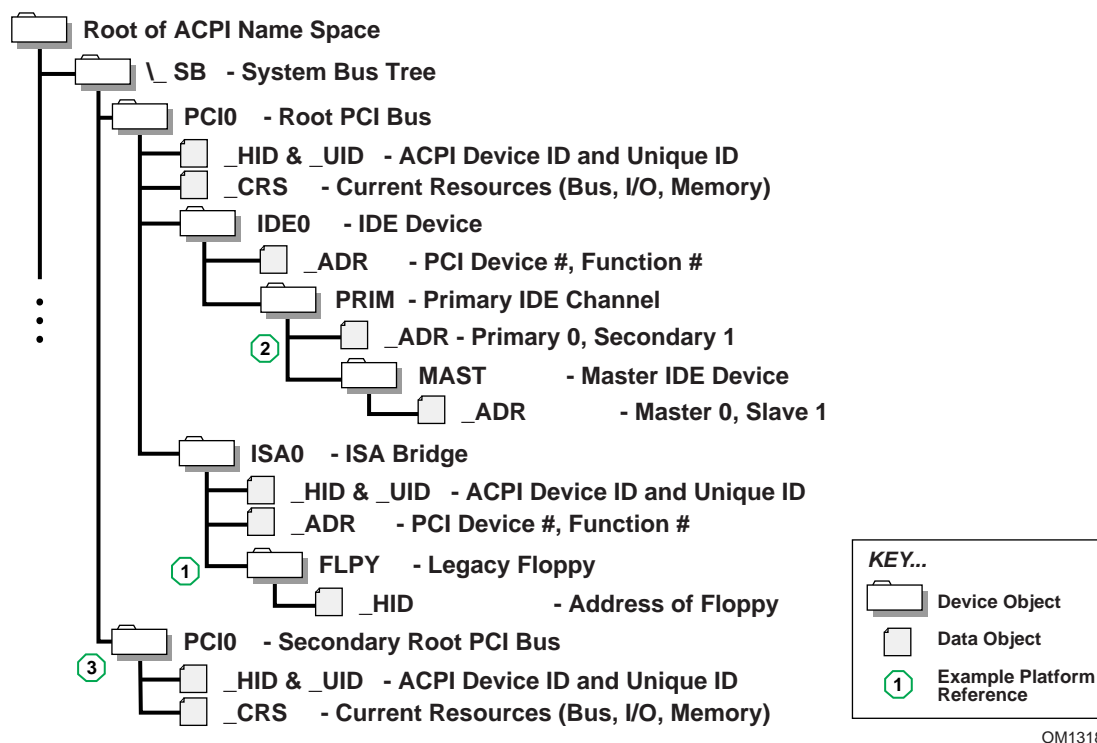 Root of ACPI Name Space
\_ SB - System Bus Tree
PCI0 - Root PCI Bus
_HID & _UID - ACPI Device ID and Unique ID
_CRS - Current Resources (Bus, I/O, Memory)
IDE0 - IDE Device
_ADR - PCI Device #, Function #
PRIM - Primary IDE Channel
2 _ADR - Primary 0, Secondary 1
MAST - Master IDE Device
_ADR - Master 0, Slave 1
ISA0 - ISA Bridge
_HID & _UID - ACPI Device ID and Unique ID
_ADR - PCI Device #, Function #
1 FLPY - Legacy Floppy
_HID - Address of Floppy
3 PCI0 - Secondary Root PCI Bus
_HID & _UID - ACPI Device ID and Unique ID
_CRS - Current Resources (Bus, I/O, Memory)
KEY...
Device Object
Data Object
1 Example Platform
Reference
OM1318